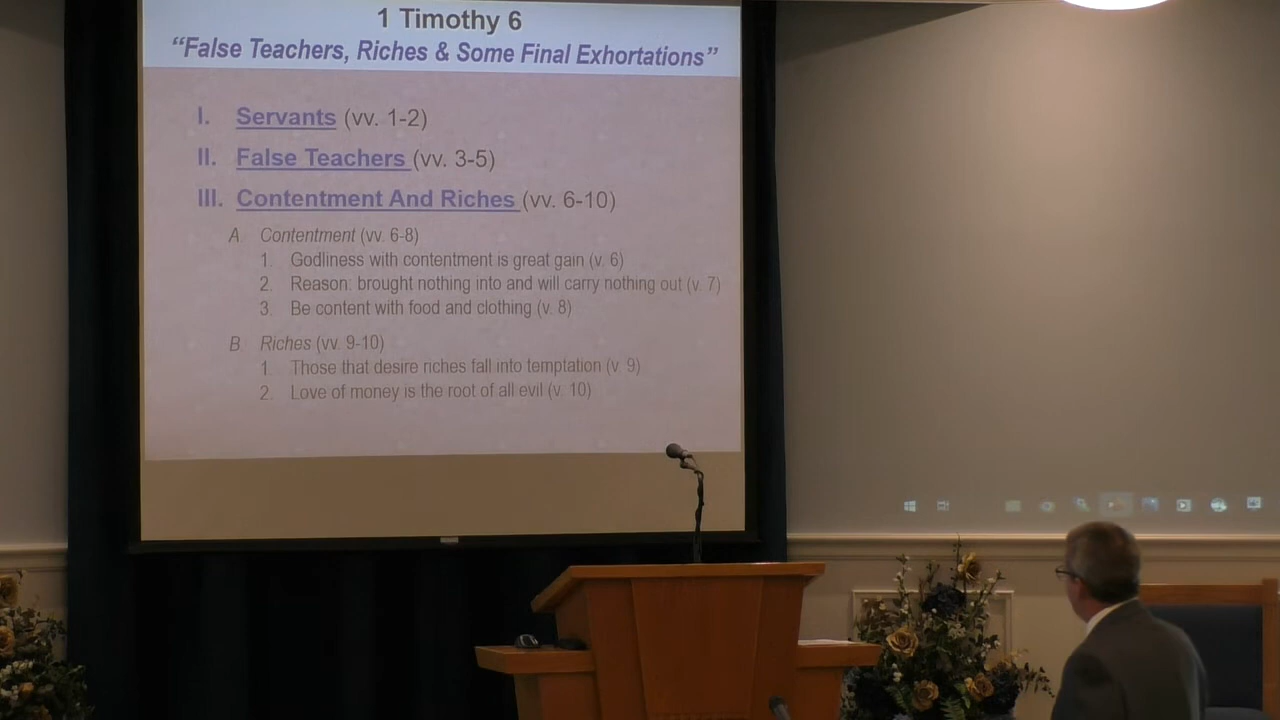 1 Timothy 6
“False Teachers, Riches & Some Final Exhortations”
I. Servants (vv. 1-2)
II. False Teachers (vv. 3-5)
III. Contentment And Riches (vv. 6-10)
A. Contentment (vv. 6-8)
1. Godliness with contentment is great gain (v. 6)
2. Reason: brought nothing into and will carry nothing out (v. 7)
3. Be content with food and clothing (v. 8)
B. Riches (vv. 9-10)
1. Those that desire riches fall into temptation (v. 9)
2. Love of money is the root of all evil (v. 10)